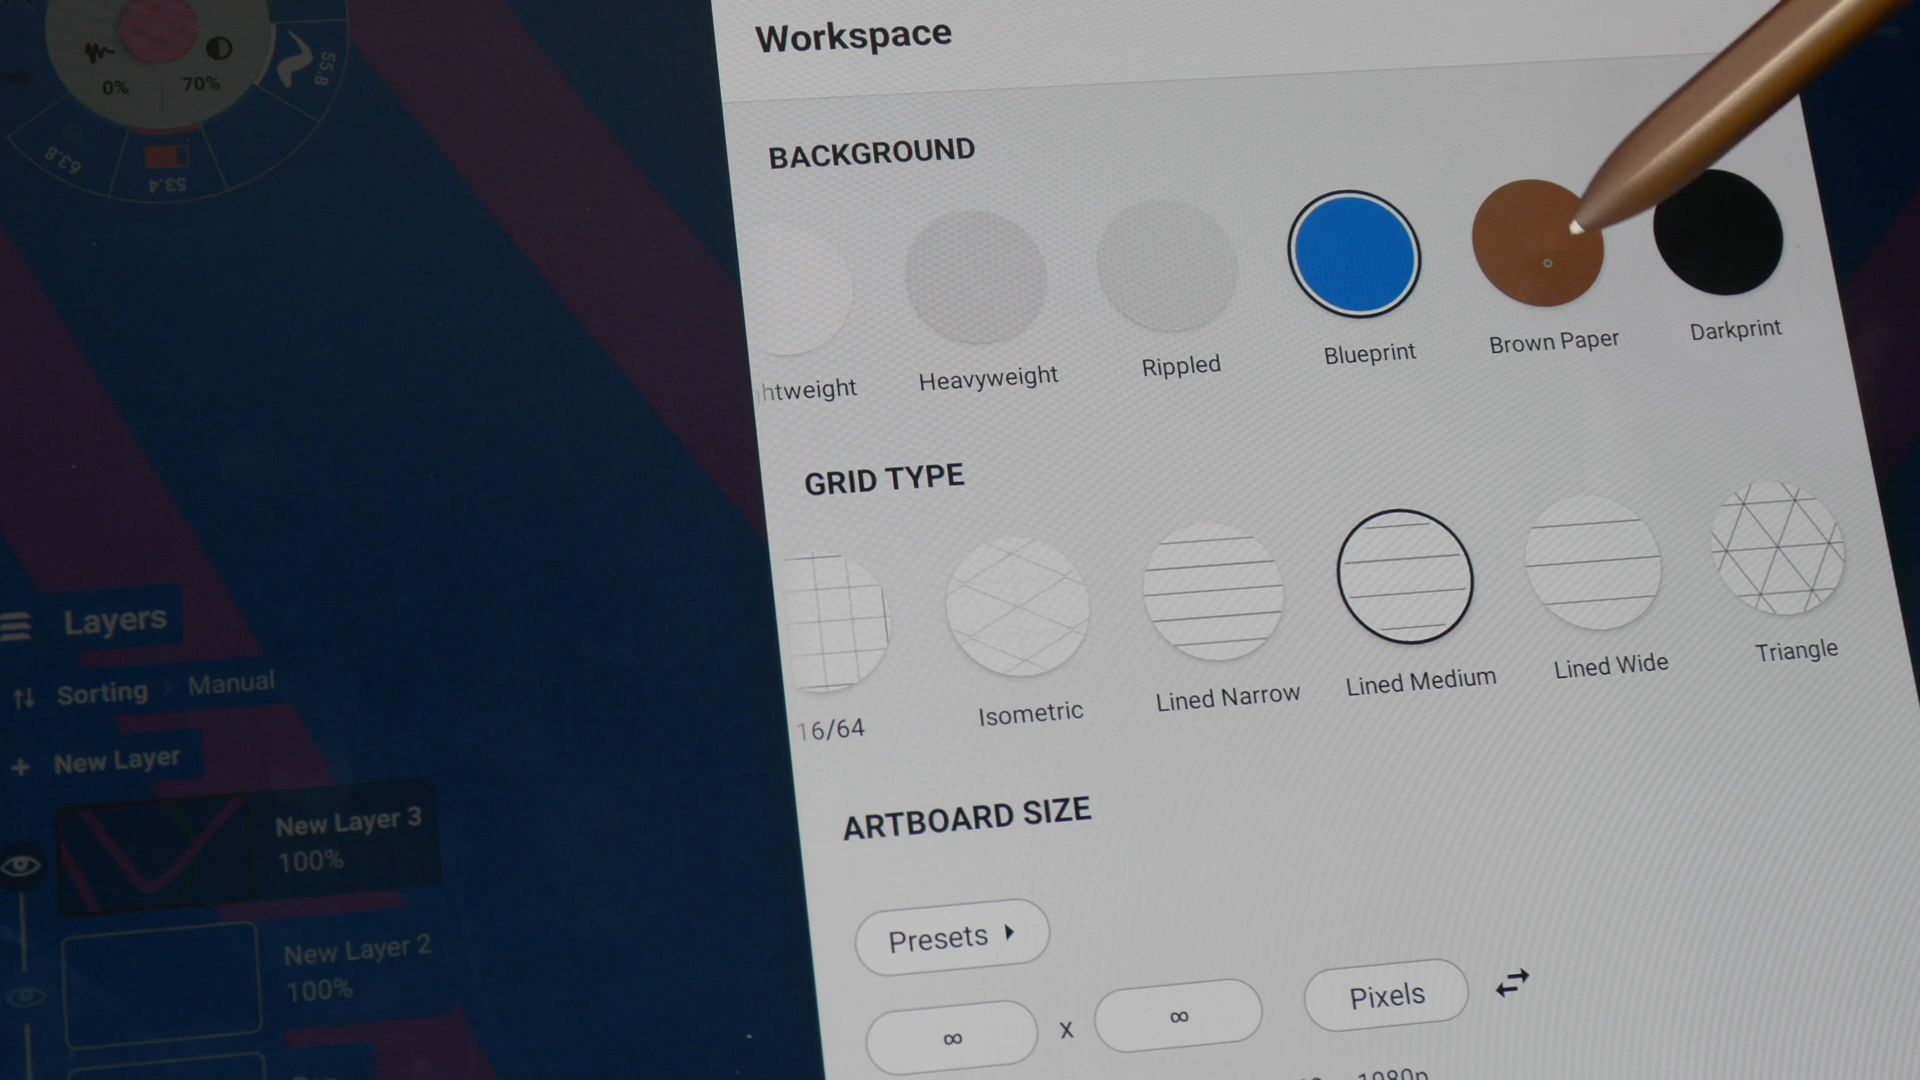 0%
70%
55.8
63.8
53.4
Workspace
BACKGROUND
htweight
Heavyweight
Rippled
Blueprint
Brown Paper
Darkprint
GRID TYPE
16/64
Isometric
Lined Narrow
Lined Medium
Lined Wide
Triangle
ARTBOARD SIZE
Presets
∞ x ∞ Pixels
1080p
Layers
Sorting Manual
+ New Layer
New Layer 3
100%
New Layer 2
100%